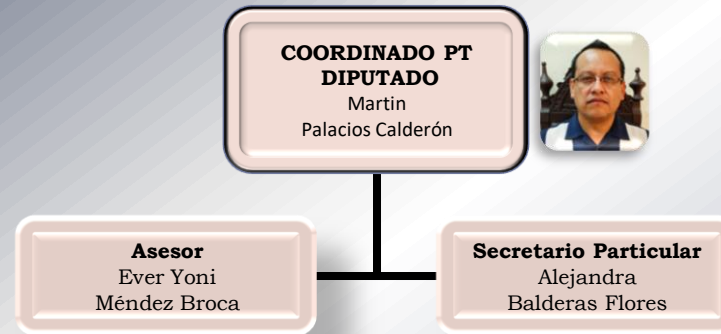 COORDINADO PT
DIPUTADO
Martin
Palacios Calderón
Asesor
Ever Yoni
Méndez Broca
Secretario Particular
Alejandra
Balderas Flores